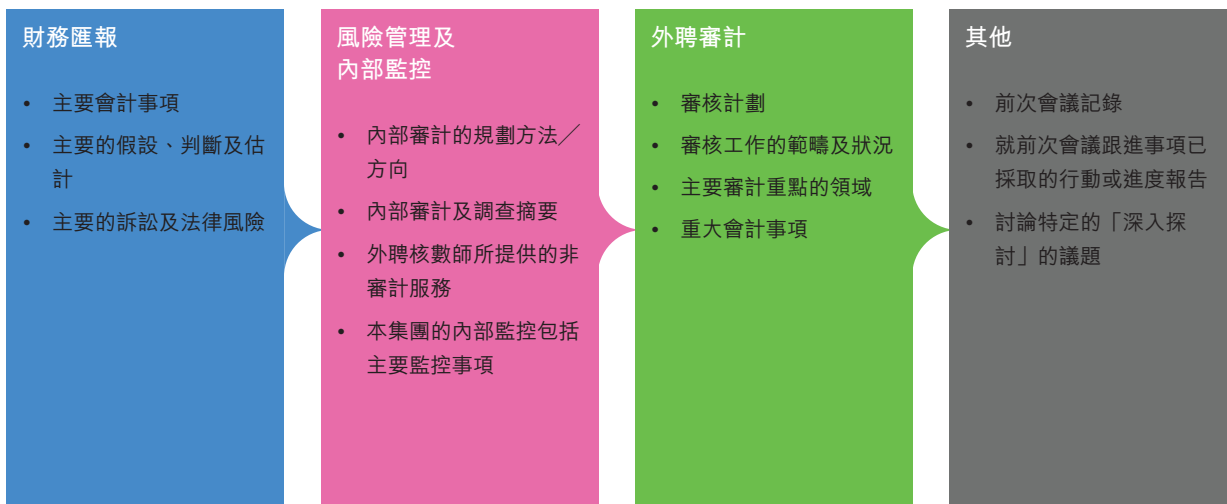 財務匯報
• 主要會計事項
• 主要的假設、判斷及估
計
• 主要的訴訟及法律風險
風險管理及
內部監控
• 內部審計的規劃方法／
方向
• 內部審計及調查摘要
• 外聘核數師所提供的非
審計服務
• 本集團的內部監控包括
主要監控事項
外聘審計
• 審核計劃
• 審核工作的範疇及狀況
• 主要審計重點的領域
• 重大會計事項
其他
• 前次會議記錄
• 就前次會議跟進事項已
採取的行動或進度報告
• 討論特定的「深入探
討」的議題